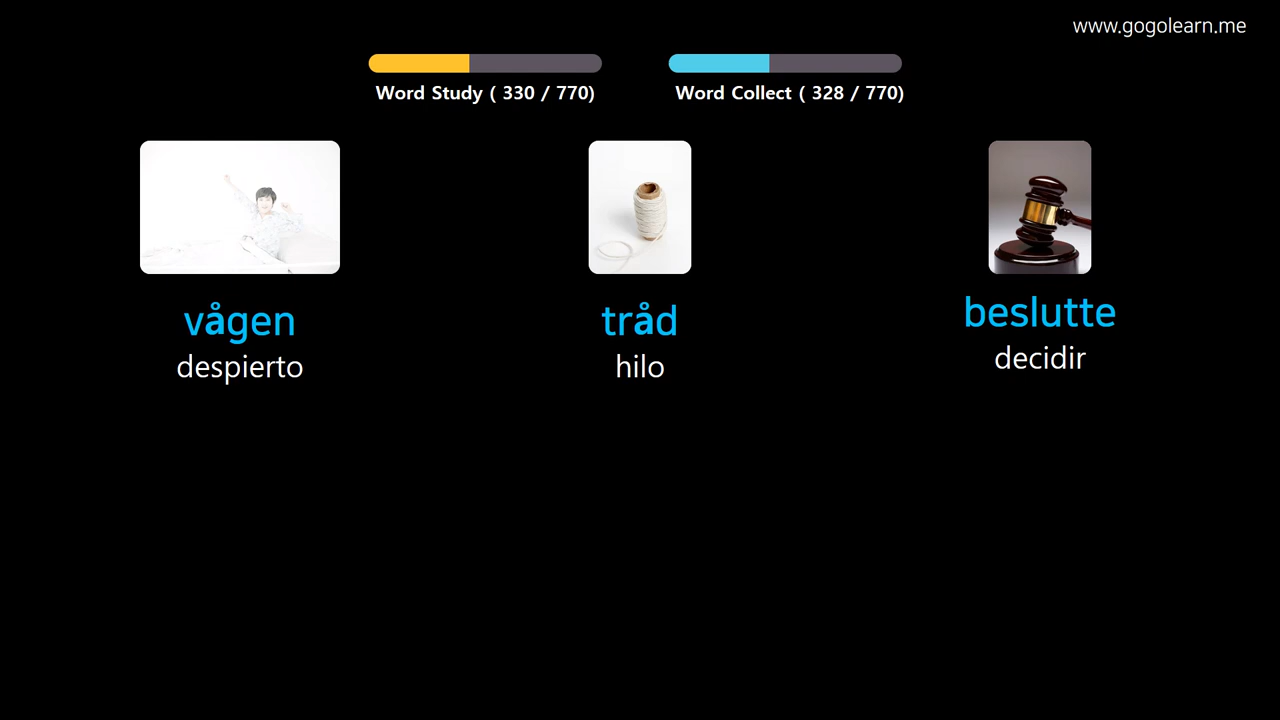 www.gogolearn.me
Word Study ( 330 / 770)
Word Collect ( 328 / 770)
vågen
despierto
tråd
hilo
beslutte
decidir